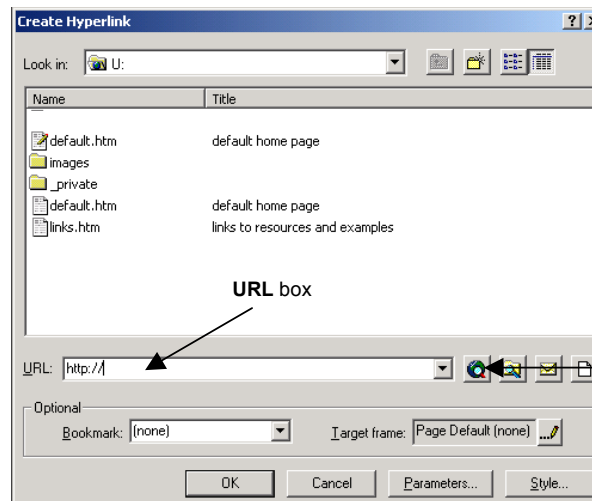 Create Hyperlink
Look in: U:
Name Title
default.htm default home page
images
_private
default.htm default home page
links.htm links to resources and examples
URL box
URL: http://
Optional
Bookmark: (none) Target frame: Page Default (none)
OK Cancel Parameters... Style...